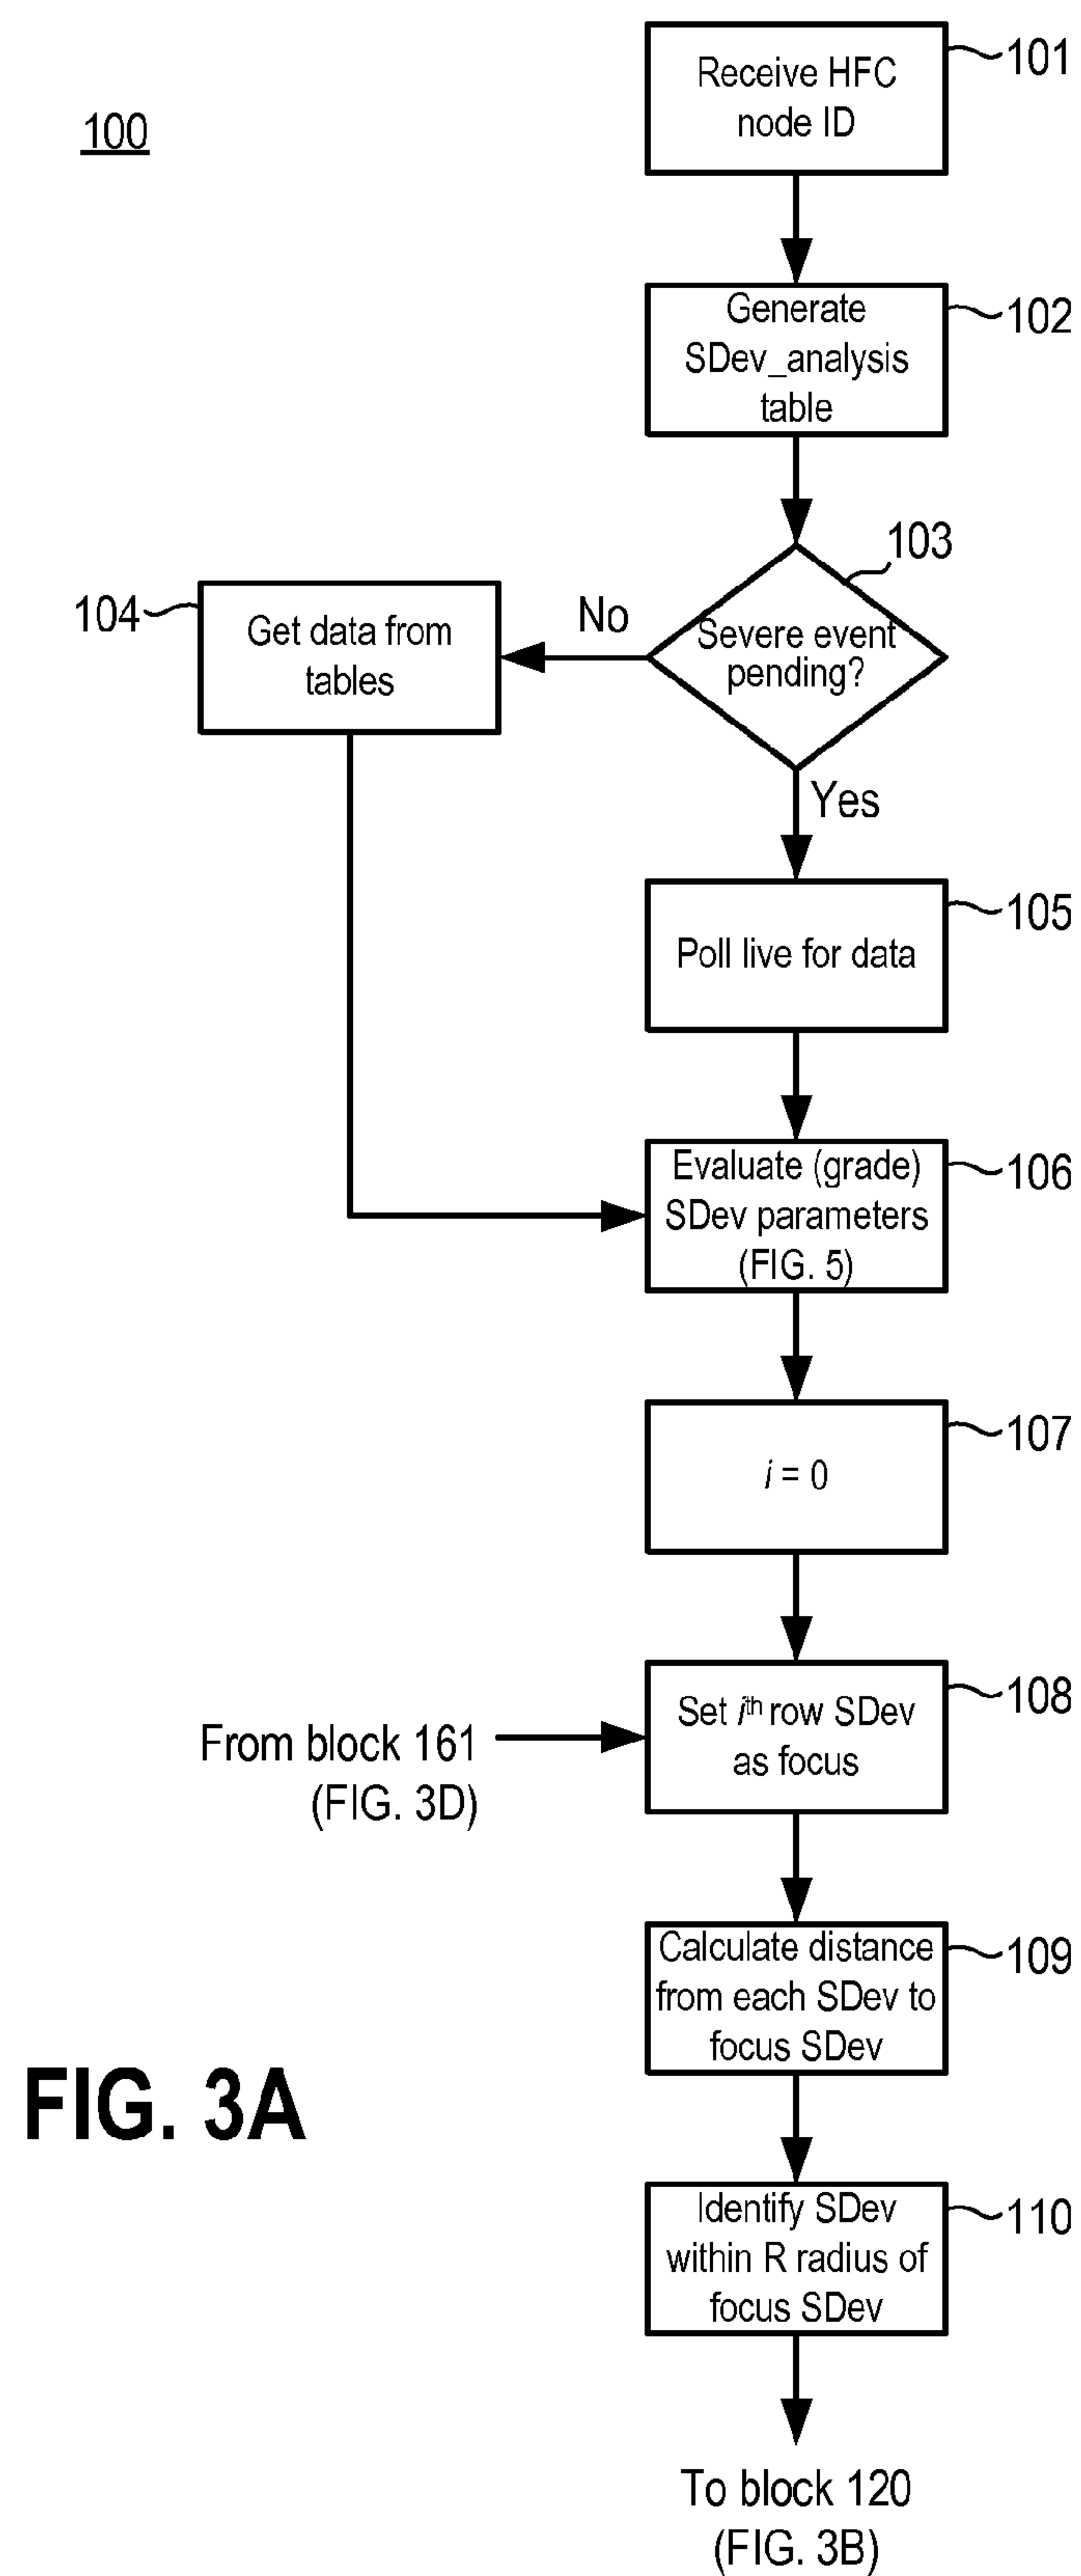 100
Receive HFC
node ID
101
Generate
SDev_analysis
table
102
103
Severe event
pending?
No
104
Get data from
tables
Yes
Poll live for data
105
Evaluate (grade)
SDev parameters
(FIG. 5)
106
i = 0
107
Set ith row SDev
as focus
108
From block 161
(FIG. 3D)
Calculate distance
from each SDev to
focus SDev
109
FIG. 3A
Identify SDev
within R radius of
focus SDev
110
To block 120
(FIG. 3B)